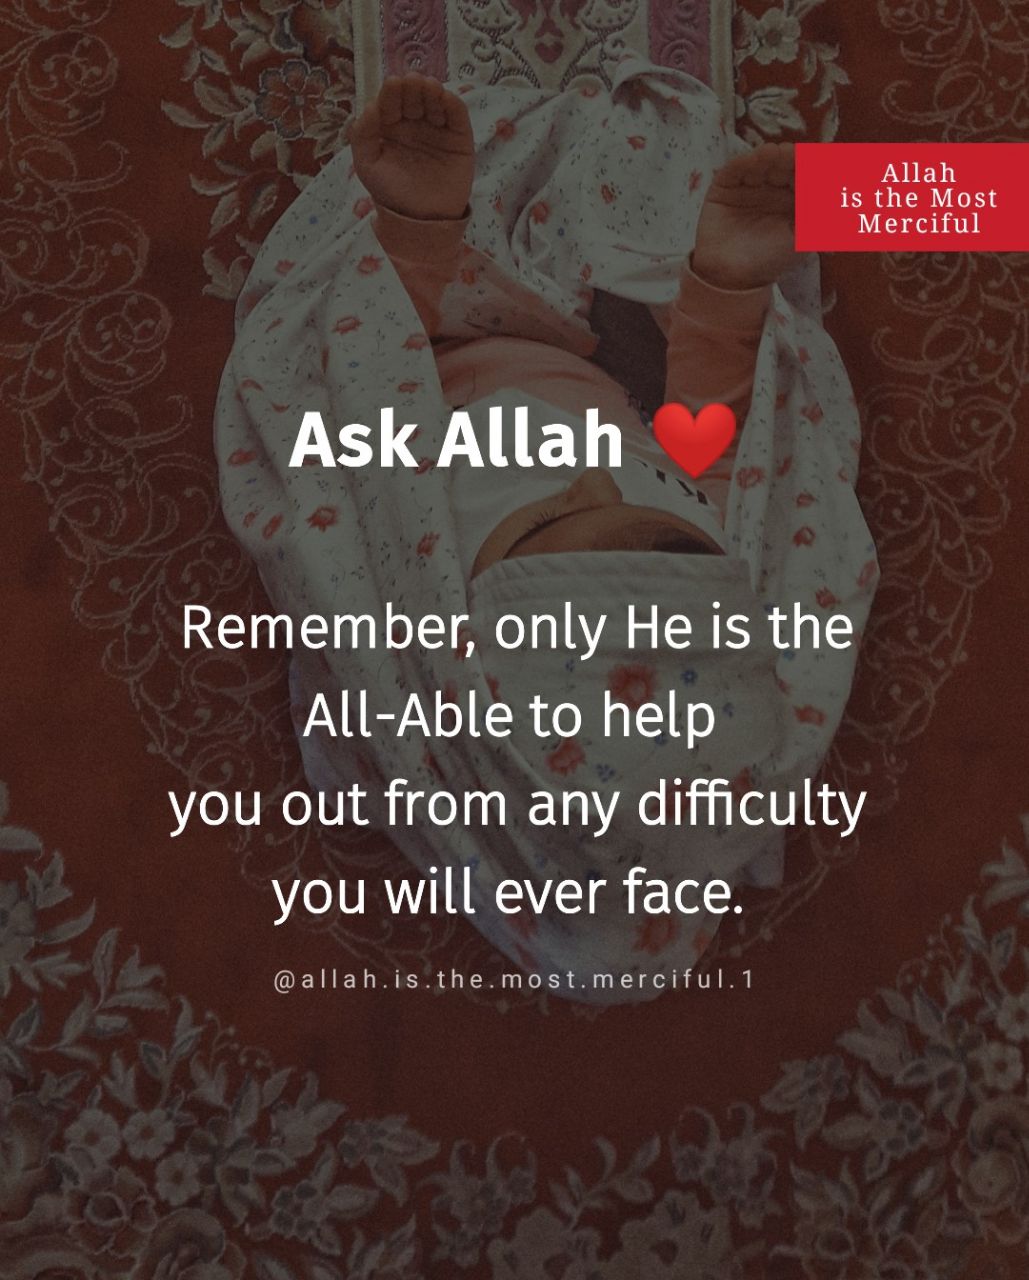 Allah
is the Most
Merciful
Ask Allah ❤️
Remember, only He is the
All-Able to help
you out from any difficulty
you will ever face.
@allah.is.the.most.merciful.1